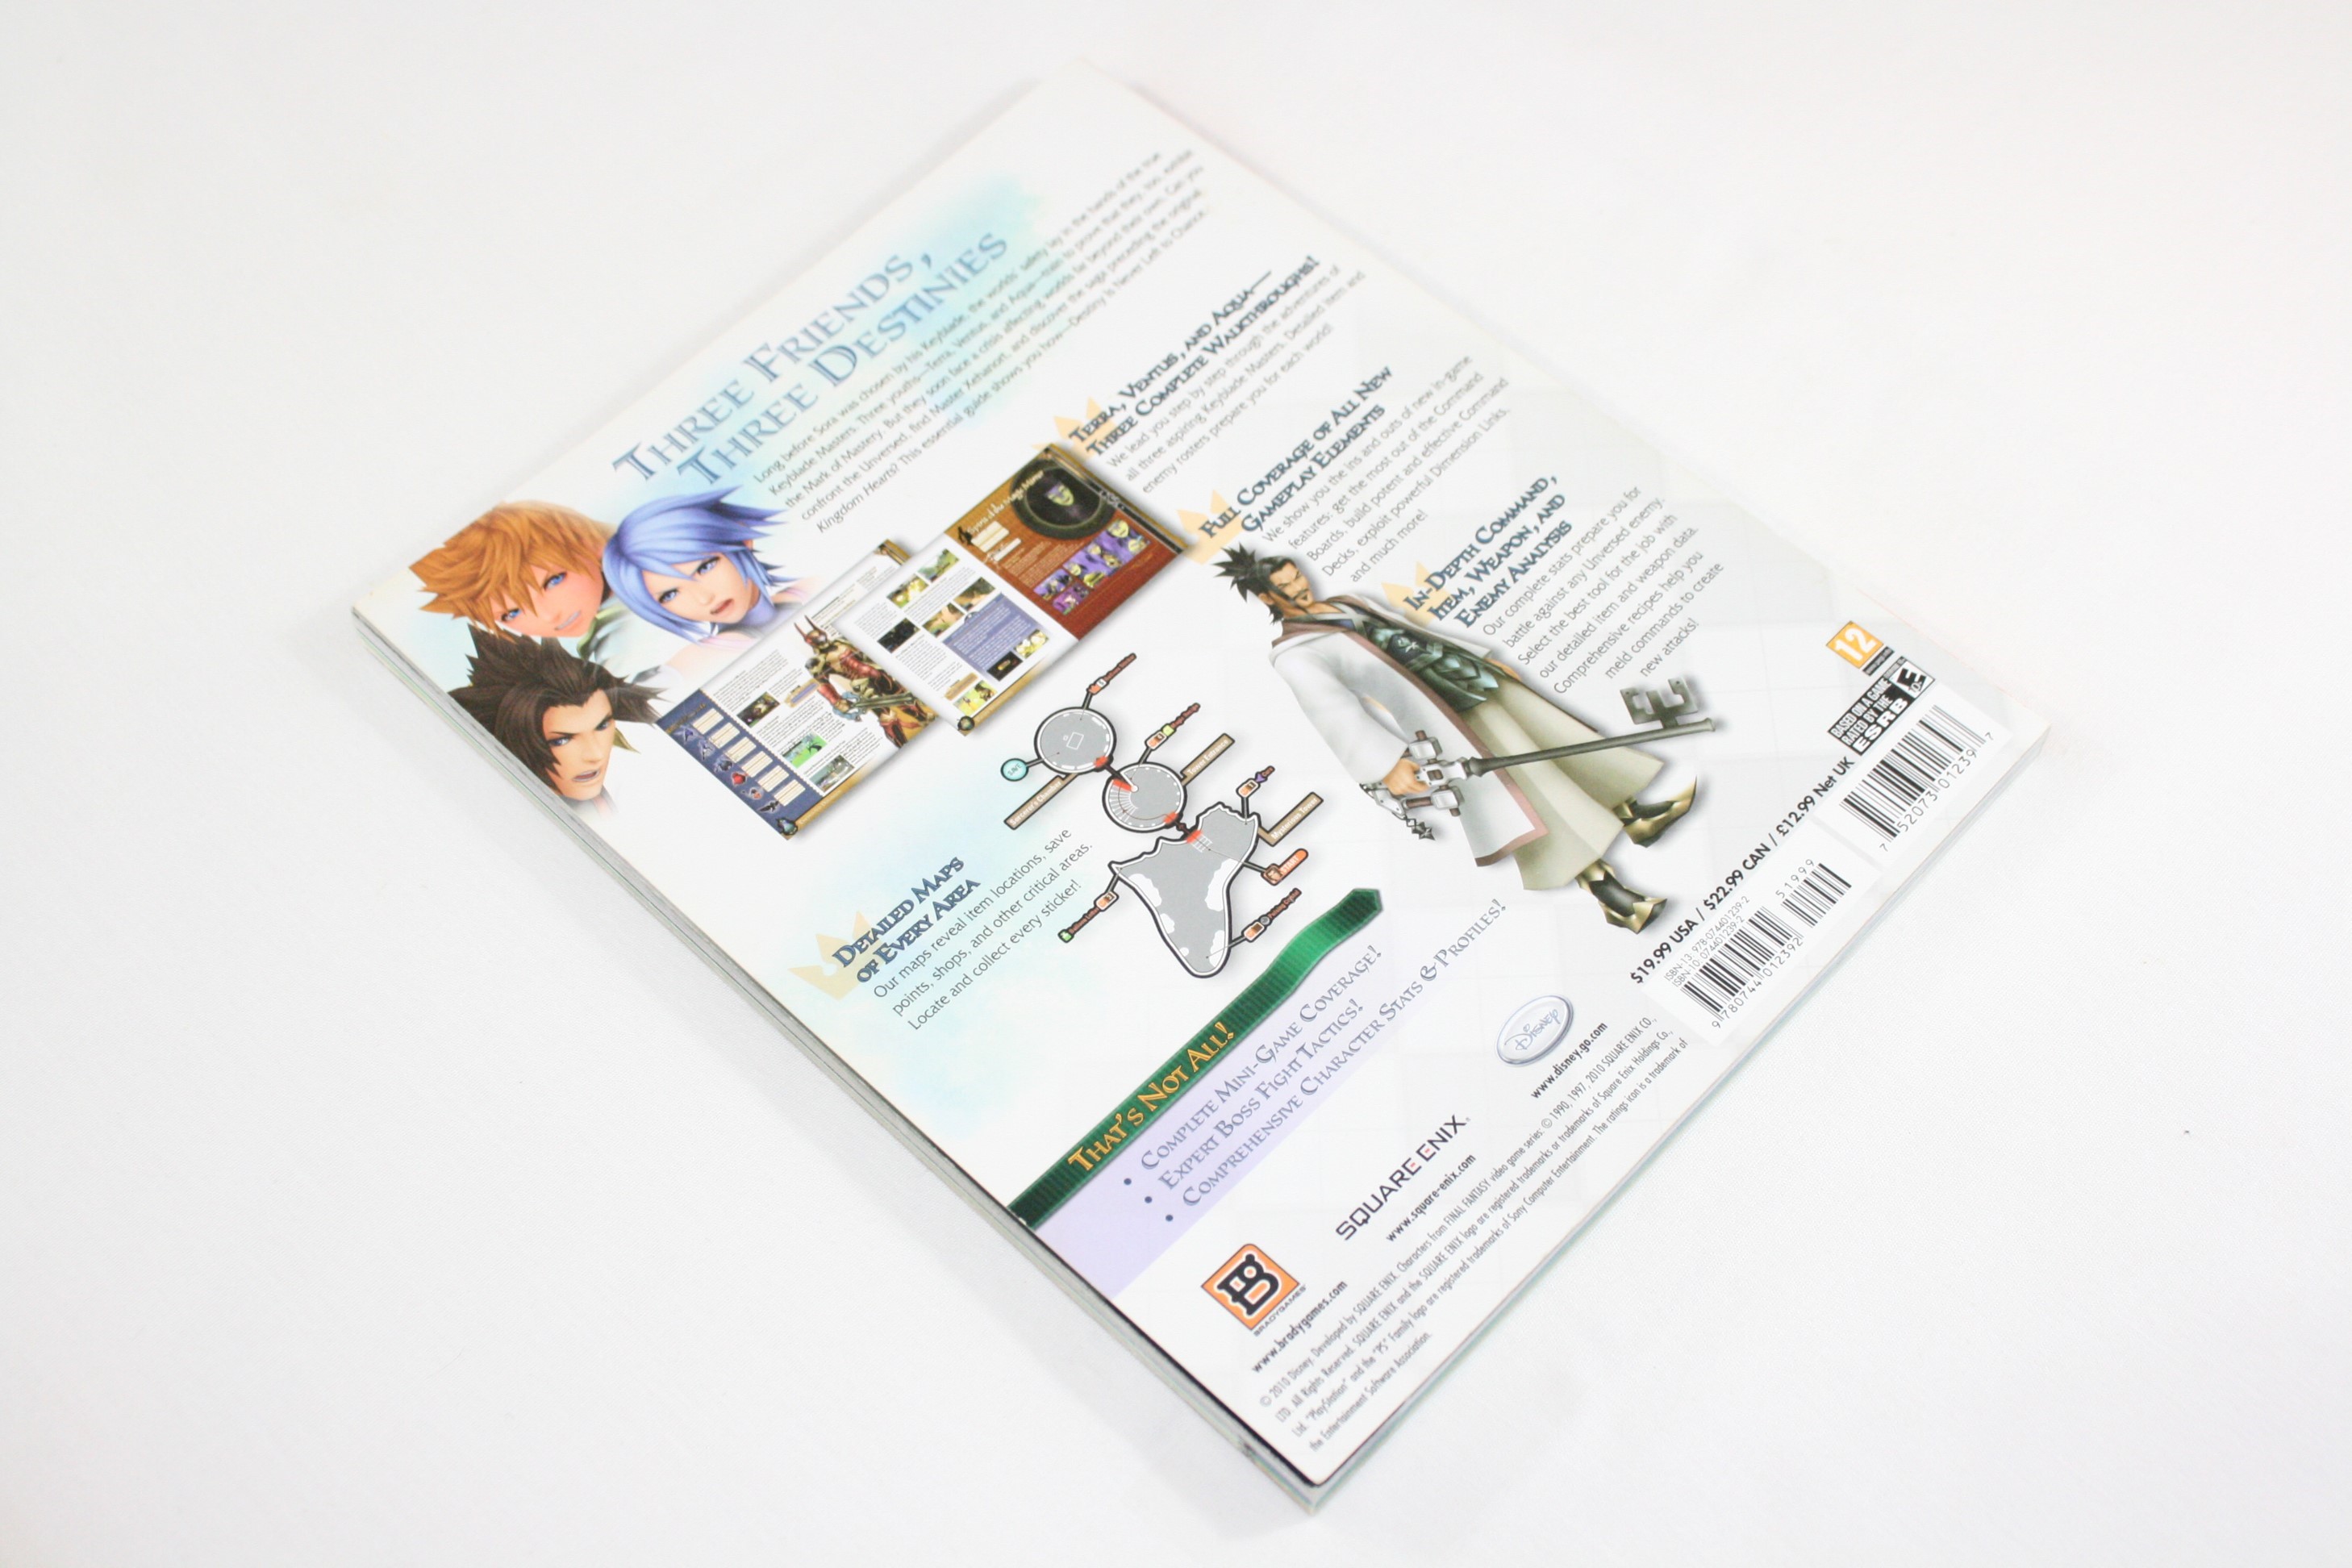 THREE FRIENDS,
THREE DESTINIES
Long before Sora was chosen by his Keyblade, the worlds' safety lay in the hands of the true
Keyblade Masters. Three youths—Terra, Ventus, and Aqua—train to prove that they, too, exhibit
the Mark of Mastery. But they soon face a crisis affecting worlds far beyond their own. Can you
confront the Unversed, find Master Xehanort, and discover the saga preceding the original
Kingdom Hearts? This essential guide shows you how—Destiny is Never Left to Chance.
TERRA, VENTUS, AND AQUA—
THREE COMPLETE WALKTHROUGHS!
We lead you step by step through the adventures of
all three aspiring Keyblade Masters. Detailed item and
enemy rosters prepare you for each world!
FULL COVERAGE OF ALL NEW
GAMEPLAY ELEMENTS
We show you the ins and outs of new in-game
features: get the most out of the Command
Boards, build potent and effective Command
Decks, exploit powerful Dimension Links,
and much more!
IN-DEPTH COMMAND,
ITEM, WEAPON, AND
ENEMY ANALYSIS
Our complete stats prepare you for
battle against any Unversed enemy.
Select the best tool for the job with
our detailed item and weapon data.
Comprehensive recipes help you
meld commands to create
new attacks!
DETAILED MAPS
OF EVERY AREA
Our maps reveal item locations, save
points, shops, and other critical areas.
Locate and collect every sticker!
THAT'S NOT ALL!
• COMPLETE MINI-GAME COVERAGE!
• EXPERT BOSS FIGHT TACTICS!
• COMPREHENSIVE CHARACTER STATS & PROFILES!
12
BASED ON A GAME
RATED BY THE
ESRB
E
10+
7 52073 01239 7
$19.99 USA / $22.99 CAN / £12.99 Net UK
ISBN-13: 978-074401239-2
ISBN-10: 074401239-2
51999
9 780744 012392
Disney
www.disney.go.com
SQUARE ENIX
www.square-enix.com
B
BRADYGAMES
www.bradygames.com
© 2010 Disney. Developed by SQUARE ENIX. Characters from FINAL FANTASY video game series: © 1990, 1997, 2010 SQUARE ENIX CO.,
LTD. All Rights Reserved. SQUARE ENIX and the SQUARE ENIX logo are registered trademarks or trademarks of Square Enix Holdings Co.,
Ltd. "PlayStation" and the "PS" Family logo are registered trademarks of Sony Computer Entertainment. The ratings icon is a trademark of
the Entertainment Software Association.